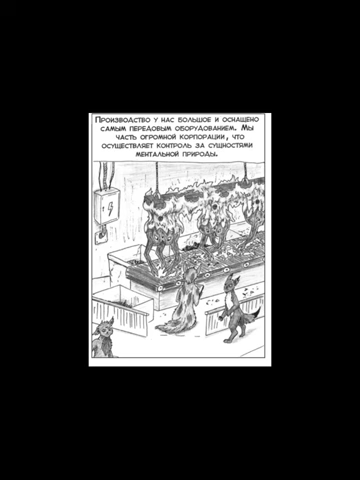 Производство у нас большое и оснащено
самым передовым оборудованием. Мы
часть огромной корпорации, что
осуществляет контроль за сущностями
ментальной природы.